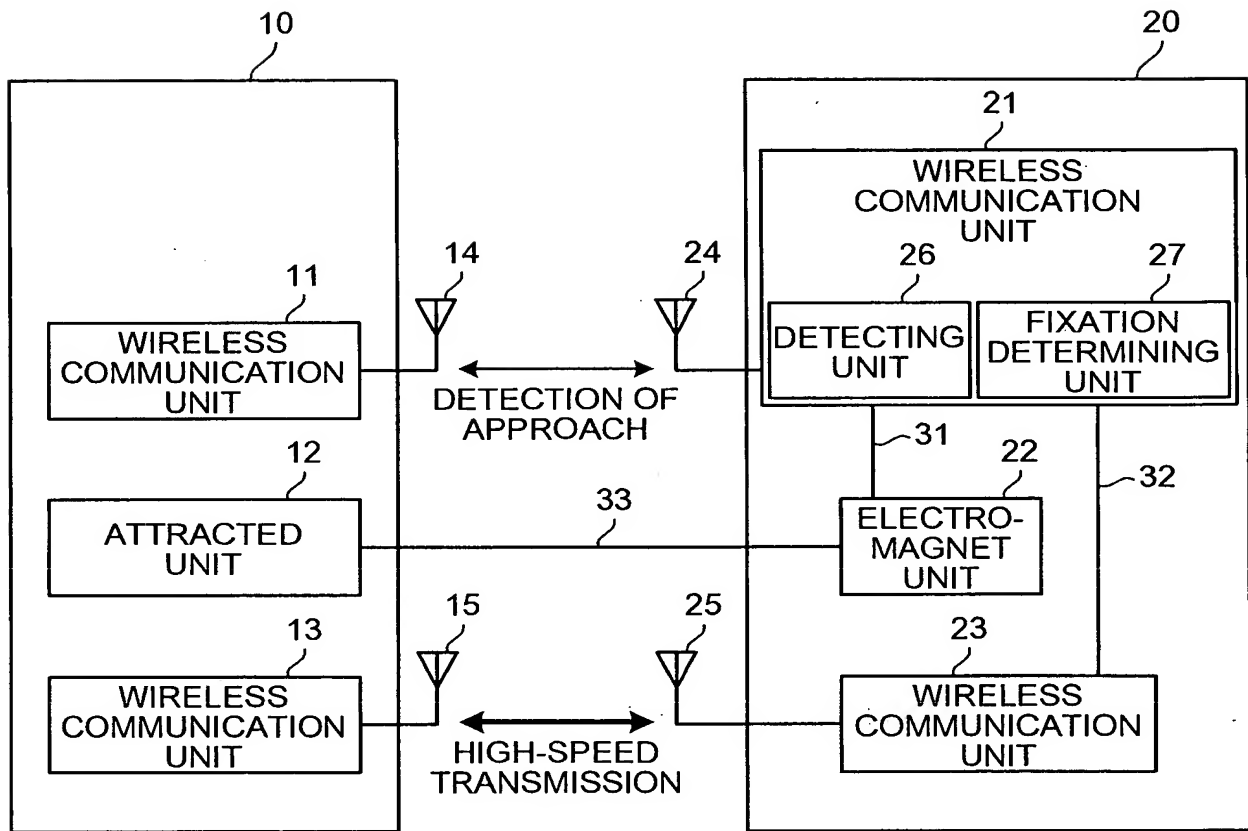 10
20
21
WIRELESS
COMMUNICATION
UNIT
26
27
DETECTING
UNIT
FIXATION
DETERMINING
UNIT
14
24
11
WIRELESS
COMMUNICATION
UNIT
DETECTION OF
APPROACH
31
32
12
ATTRACTED
UNIT
33
22
ELECTRO-
MAGNET
UNIT
13
WIRELESS
COMMUNICATION
UNIT
15
25
HIGH-SPEED
TRANSMISSION
23
WIRELESS
COMMUNICATION
UNIT